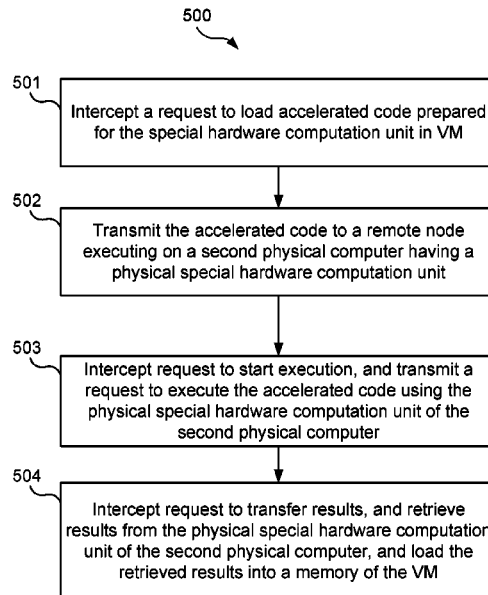 500
501
Intercept a request to load accelerated code prepared
for the special hardware computation unit in VM
502
Transmit the accelerated code to a remote node
executing on a second physical computer having a
physical special hardware computation unit
503
Intercept request to start execution, and transmit a
request to execute the accelerated code using the
physical special hardware computation unit of the
second physical computer
504
Intercept request to transfer results, and retrieve
results from the physical special hardware computation
unit of the second physical computer, and load the
retrieved results into a memory of the VM